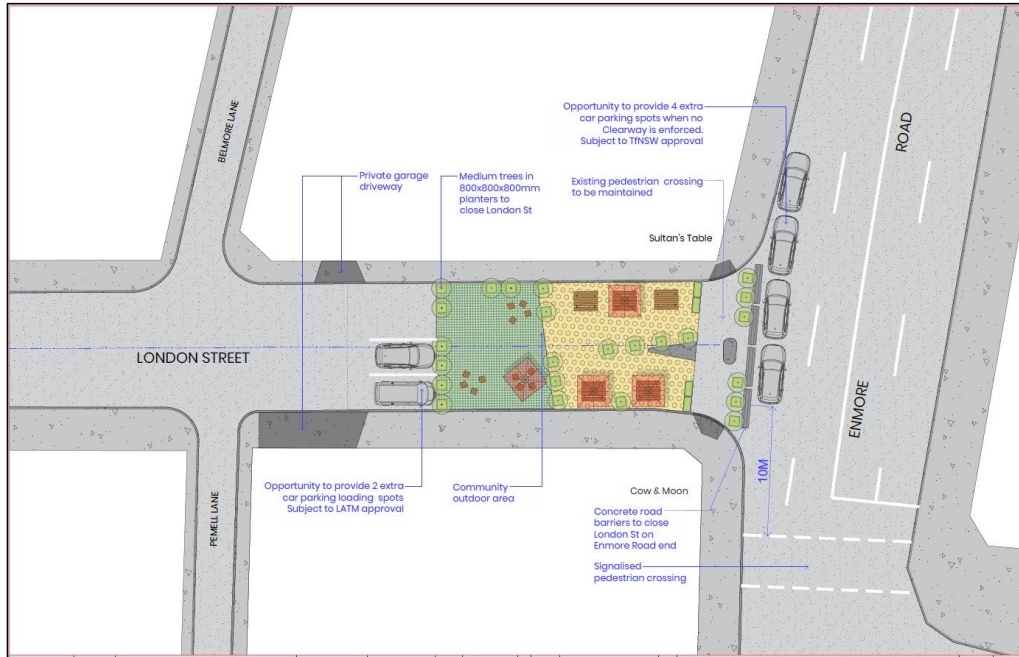 BELMORE LANE
Private garage
driveway
Medium trees in
800x800x800mm
planters to
close London St
Opportunity to provide 4 extra
car parking spots when no
Clearway is enforced.
Subject to TfNSW approval
Existing pedestrian crossing
to be maintained
Sultan's Table
ROAD
LONDON STREET
ENMORE
PEMELL LANE
Opportunity to provide 2 extra
car parking loading spots
Subject to LATM approval
Community
outdoor area
Cow & Moon
Concrete road
barriers to close
London St on
Enmore Road end
Signalised
pedestrian crossing
10M